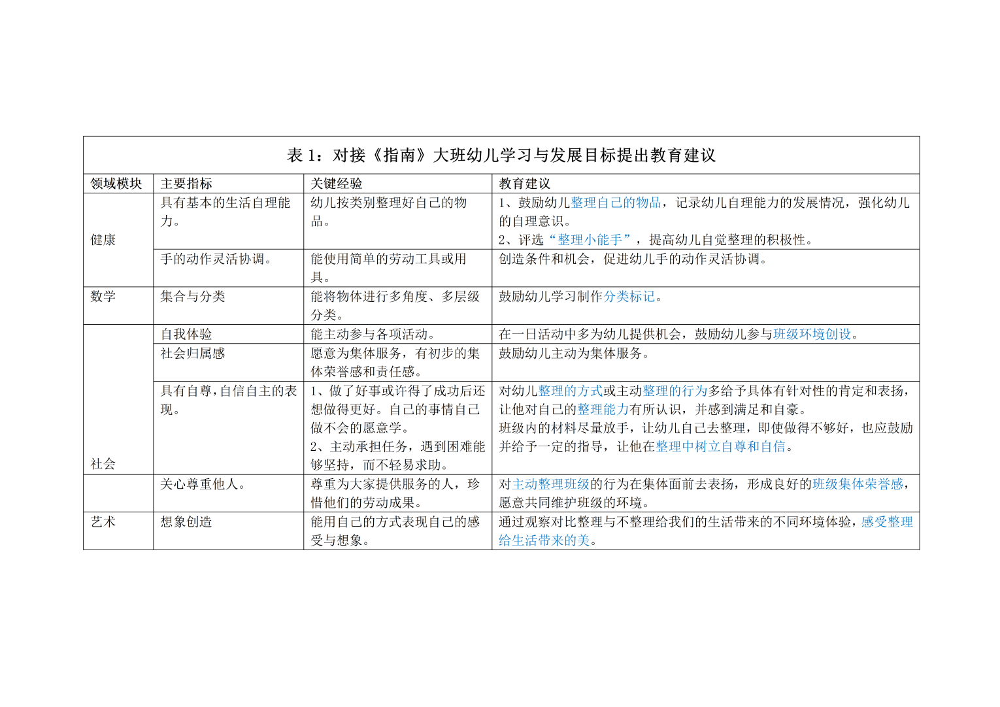 表 1：对接《指南》大班幼儿学习与发展目标提出教育建议
领域模块
主要指标
关键经验
教育建议
健康
具有基本的生活自理能
力。
幼儿按类别整理好自己的物
品。
1、鼓励幼儿整理自己的物品，记录幼儿自理能力的发展情况，强化幼儿
的自理意识。
2、评选“整理小能手”，提高幼儿自觉整理的积极性。
手的动作灵活协调。
能使用简单的劳动工具或用
具。
创造条件和机会，促进幼儿手的动作灵活协调。
数学
集合与分类
能将物体进行多角度、多层级
分类。
鼓励幼儿学习制作分类标记。
社会
自我体验
能主动参与各项活动。
在一日活动中多为幼儿提供机会，鼓励幼儿参与班级环境创设。
社会归属感
愿意为集体服务，有初步的集
体荣誉感和责任感。
鼓励幼儿主动为集体服务。
具有自尊，自信自主的表
现。
1、做了好事或许得了成功后还
想做得更好。自己的事情自己
做不会的愿意学。
2、主动承担任务，遇到困难能
够坚持，而不轻易求助。
对幼儿整理的方式或主动整理的行为多给予具体有针对性的肯定和表扬，
让他对自己的整理能力有所认识，并感到满足和自豪。
班级内的材料尽量放手，让幼儿自己去整理，即使做得不够好，也应鼓励
并给予一定的指导，让他在整理中树立自尊和自信。
关心尊重他人。
尊重为大家提供服务的人，珍
惜他们的劳动成果。
对主动整理班级的行为在集体面前去表扬，形成良好的班级集体荣誉感，
愿意共同维护班级的环境。
艺术
想象创造
能用自己的方式表现自己的感
受与想象。
通过观察对比整理与不整理给我们的生活带来的不同环境体验，感受整理
给生活带来的美。